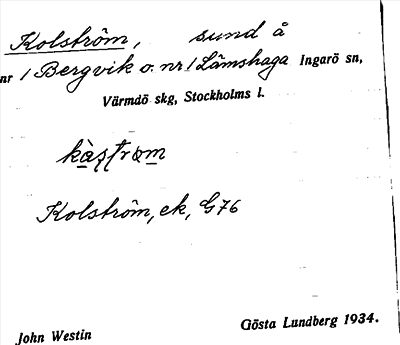 Kolström, sund å
nr 1 Bergvik o. nr 1 Lämshaga Ingarö sn,
Värmdö skg, Stockholms l.
Kolström, ek, G76
John Westin
Gösta Lundberg 1934.